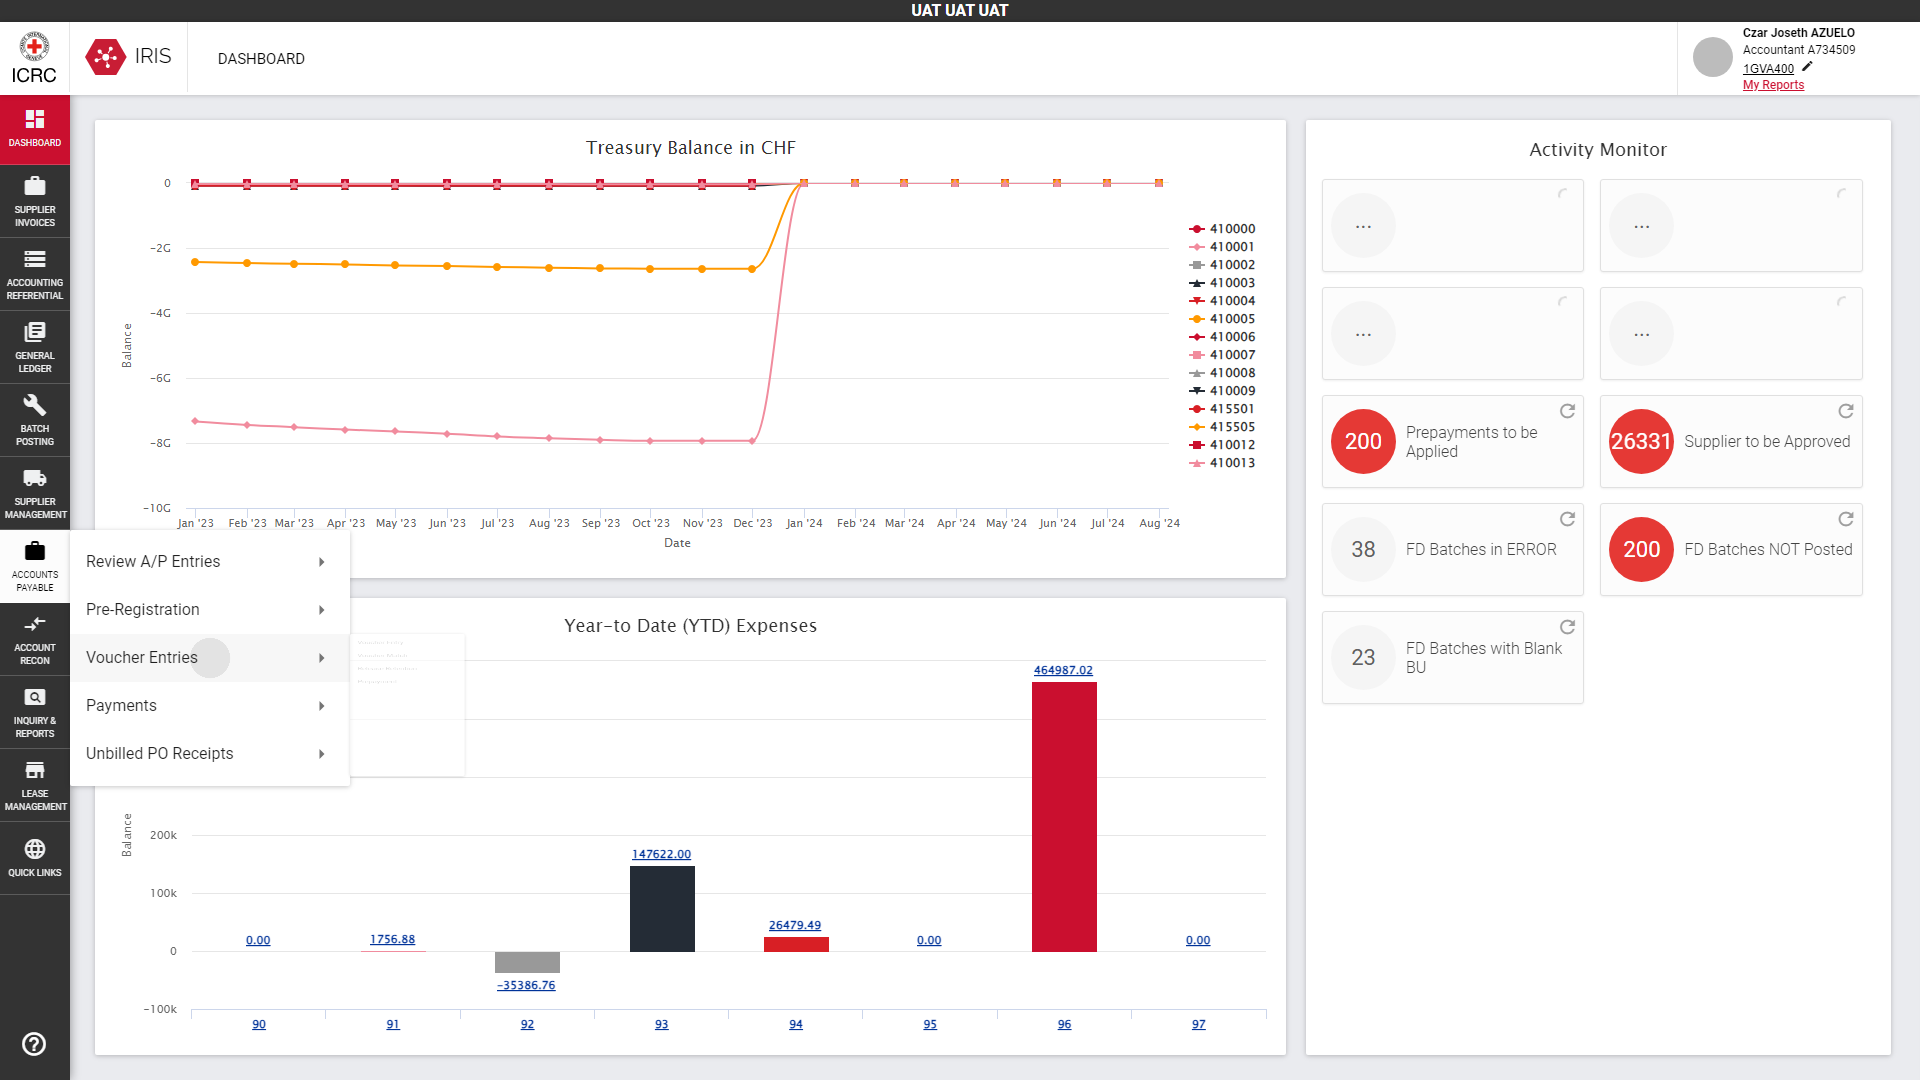 UAT UAT UAT
ICRC
IRIS
DASHBOARD
Czar Joseth AZUELO
Accountant A734509
1GVA400
My Reports
DASHBOARD
SUPPLIER
INVOICES
ACCOUNTING
REFERENTIAL
GENERAL
LEDGER
BATCH
POSTING
SUPPLIER
MANAGEMENT
ACCOUNTS
PAYABLE
ACCOUNT
RECON
INQUIRY &
REPORTS
LEASE
MANAGEMENT
QUICK LINKS
Review A/P Entries
Pre-Registration
Voucher Entries
Payments
Unbilled PO Receipts
Treasury Balance in CHF
Balance
0
-2G
-4G
-6G
-8G
-10G
Jan '23 Feb '23 Mar '23 Apr '23 May '23 Jun '23 Jul '23 Aug '23 Sep '23 Oct '23 Nov '23 Dec '23 Jan '24 Feb '24 Mar '24 Apr '24 May '24 Jun '24 Jul '24 Aug '24
Date
410000
410001
410002
410003
410004
410005
410006
410007
410008
410009
415501
415505
410012
410013
Year-to Date (YTD) Expenses
Balance
200k
100k
0
-100k
0.00
1756.88
-35386.76
147622.00
26479.49
0.00
464987.02
0.00
90 91 92 93 94 95 96 97
Activity Monitor
...
...
...
...
200 Prepayments to be
Applied
26331 Supplier to be Approved
38 FD Batches in ERROR
200 FD Batches NOT Posted
23 FD Batches with Blank
BU